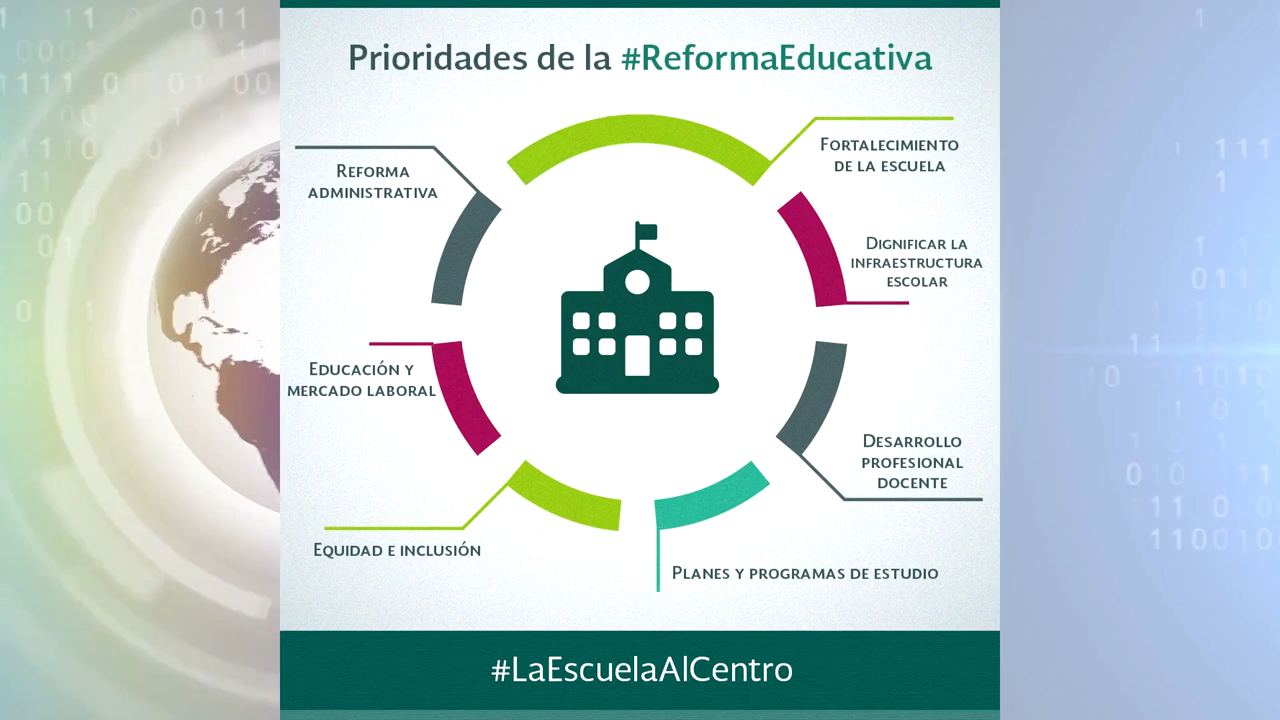 Prioridades de la #ReformaEducativa
FORTALECIMIENTO
DE LA ESCUELA
DIGNIFICAR LA
INFRAESTRUCTURA
ESCOLAR
DESARROLLO
PROFESIONAL
DOCENTE
PLANES Y PROGRAMAS DE ESTUDIO
EQUIDAD E INCLUSIÓN
EDUCACIÓN Y
MERCADO LABORAL
REFORMA
ADMINISTRATIVA
#LaEscuelaAlCentro